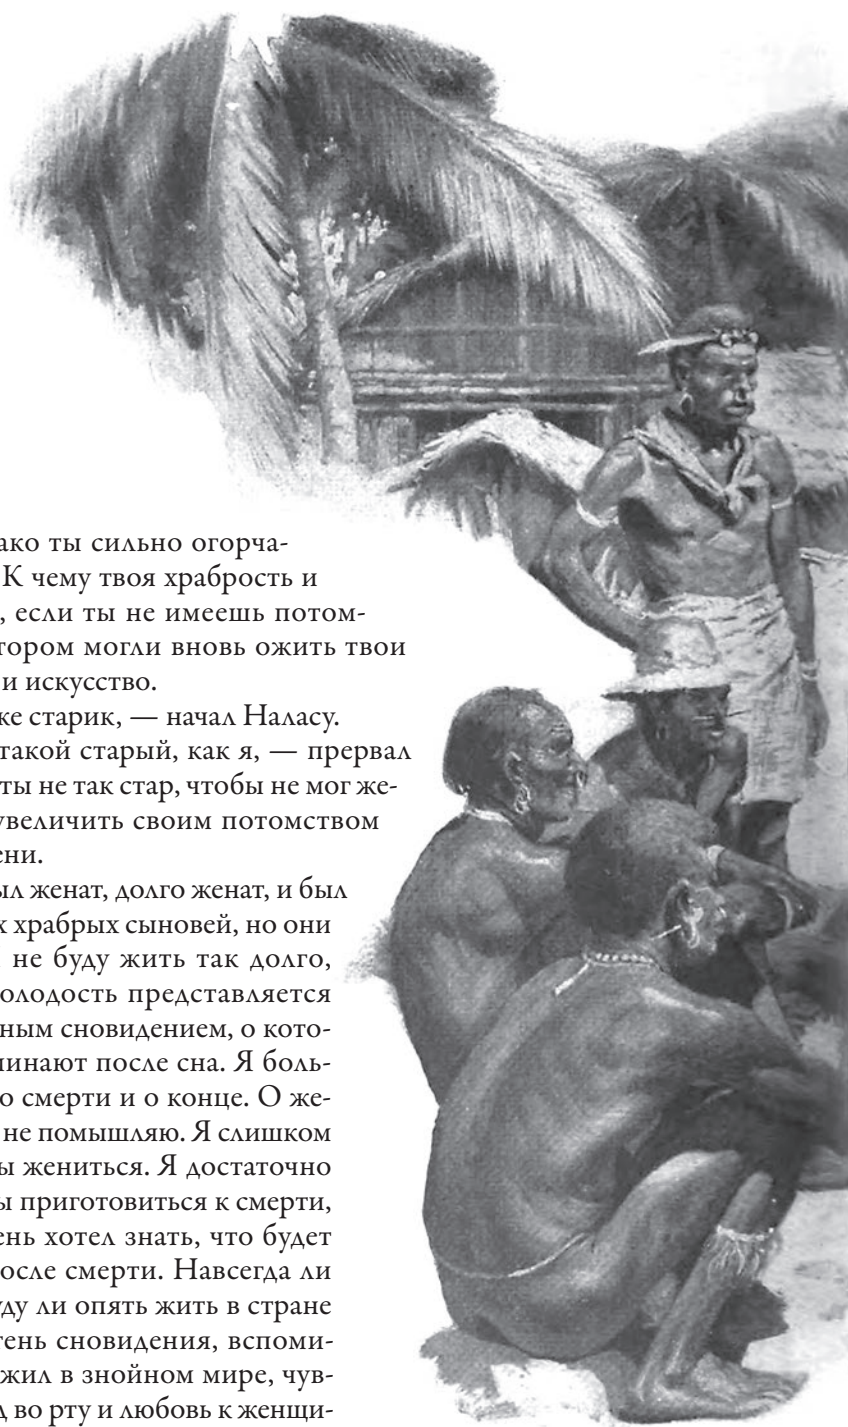 ако ты сильно огорча-
К чему твоя храбрость и
, если ты не имеешь потом-
тором могли вновь ожить твои
и искусство.
же старик, — начал Наласу.
такой старый, как я, — прервал
ты не так стар, чтобы не мог же-
увеличить своим потомством
ени.
ыл женат, долго женат, и был
х храбрых сыновей, но они
не буду жить так долго,
олодость представляется
ным сновидением, о кото-
минают после сна. Я боль-
о смерти и о конце. О же-
не помышляю. Я слишком
ы жениться. Я достаточно
ы приготовиться к смерти,
ень хотел знать, что будет
осле смерти. Навсегда ли
уду ли опять жить в стране
тень сновидения, вспоми-
жил в знойном мире, чув-
д во рту и любовь к женщи-